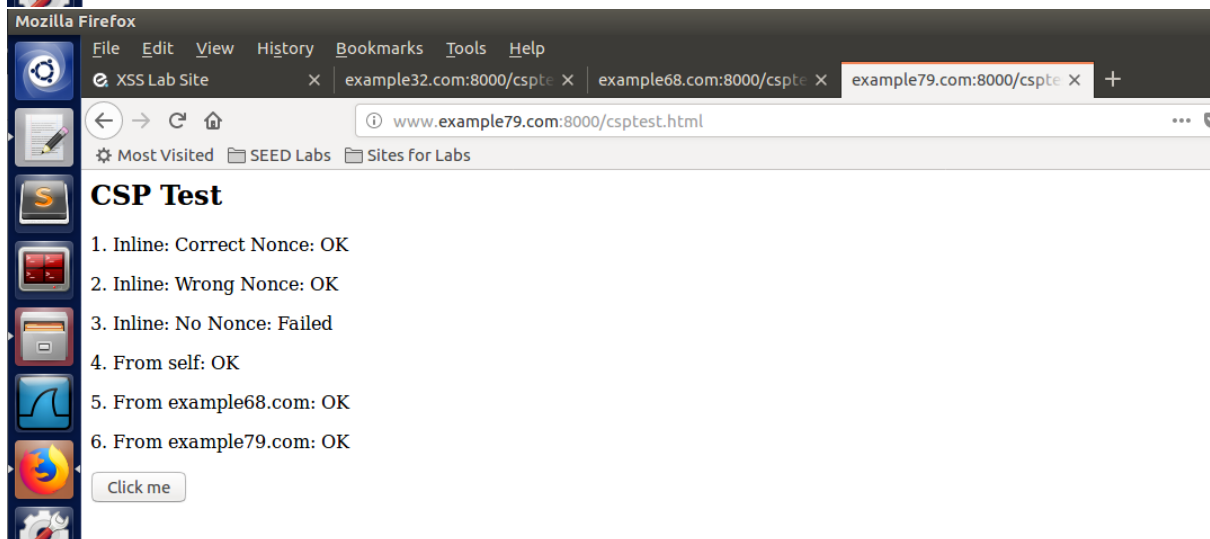 Mozilla Firefox
File Edit View History Bookmarks Tools Help
XSS Lab Site × example32.com:8000/cspte × example68.com:8000/cspte × example79.com:8000/cspte × +
www.example79.com:8000/csptest.html
Most Visited SEED Labs Sites for Labs
CSP Test
1. Inline: Correct Nonce: OK
2. Inline: Wrong Nonce: OK
3. Inline: No Nonce: Failed
4. From self: OK
5. From example68.com: OK
6. From example79.com: OK
Click me